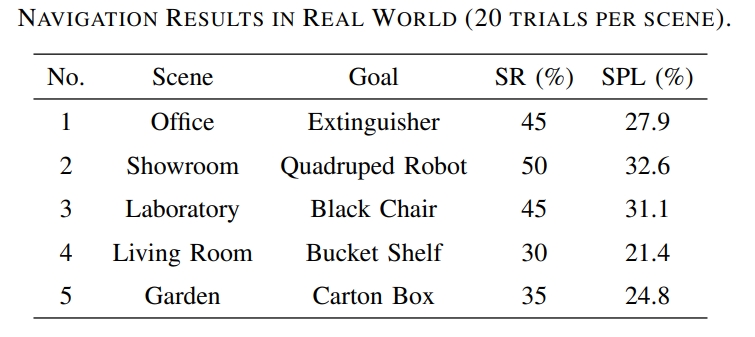 NAVIGATION RESULTS IN REAL WORLD (20 TRIALS PER SCENE).
No. Scene Goal SR (%) SPL (%)
1 Office Extinguisher 45 27.9
2 Showroom Quadruped Robot 50 32.6
3 Laboratory Black Chair 45 31.1
4 Living Room Bucket Shelf 30 21.4
5 Garden Carton Box 35 24.8